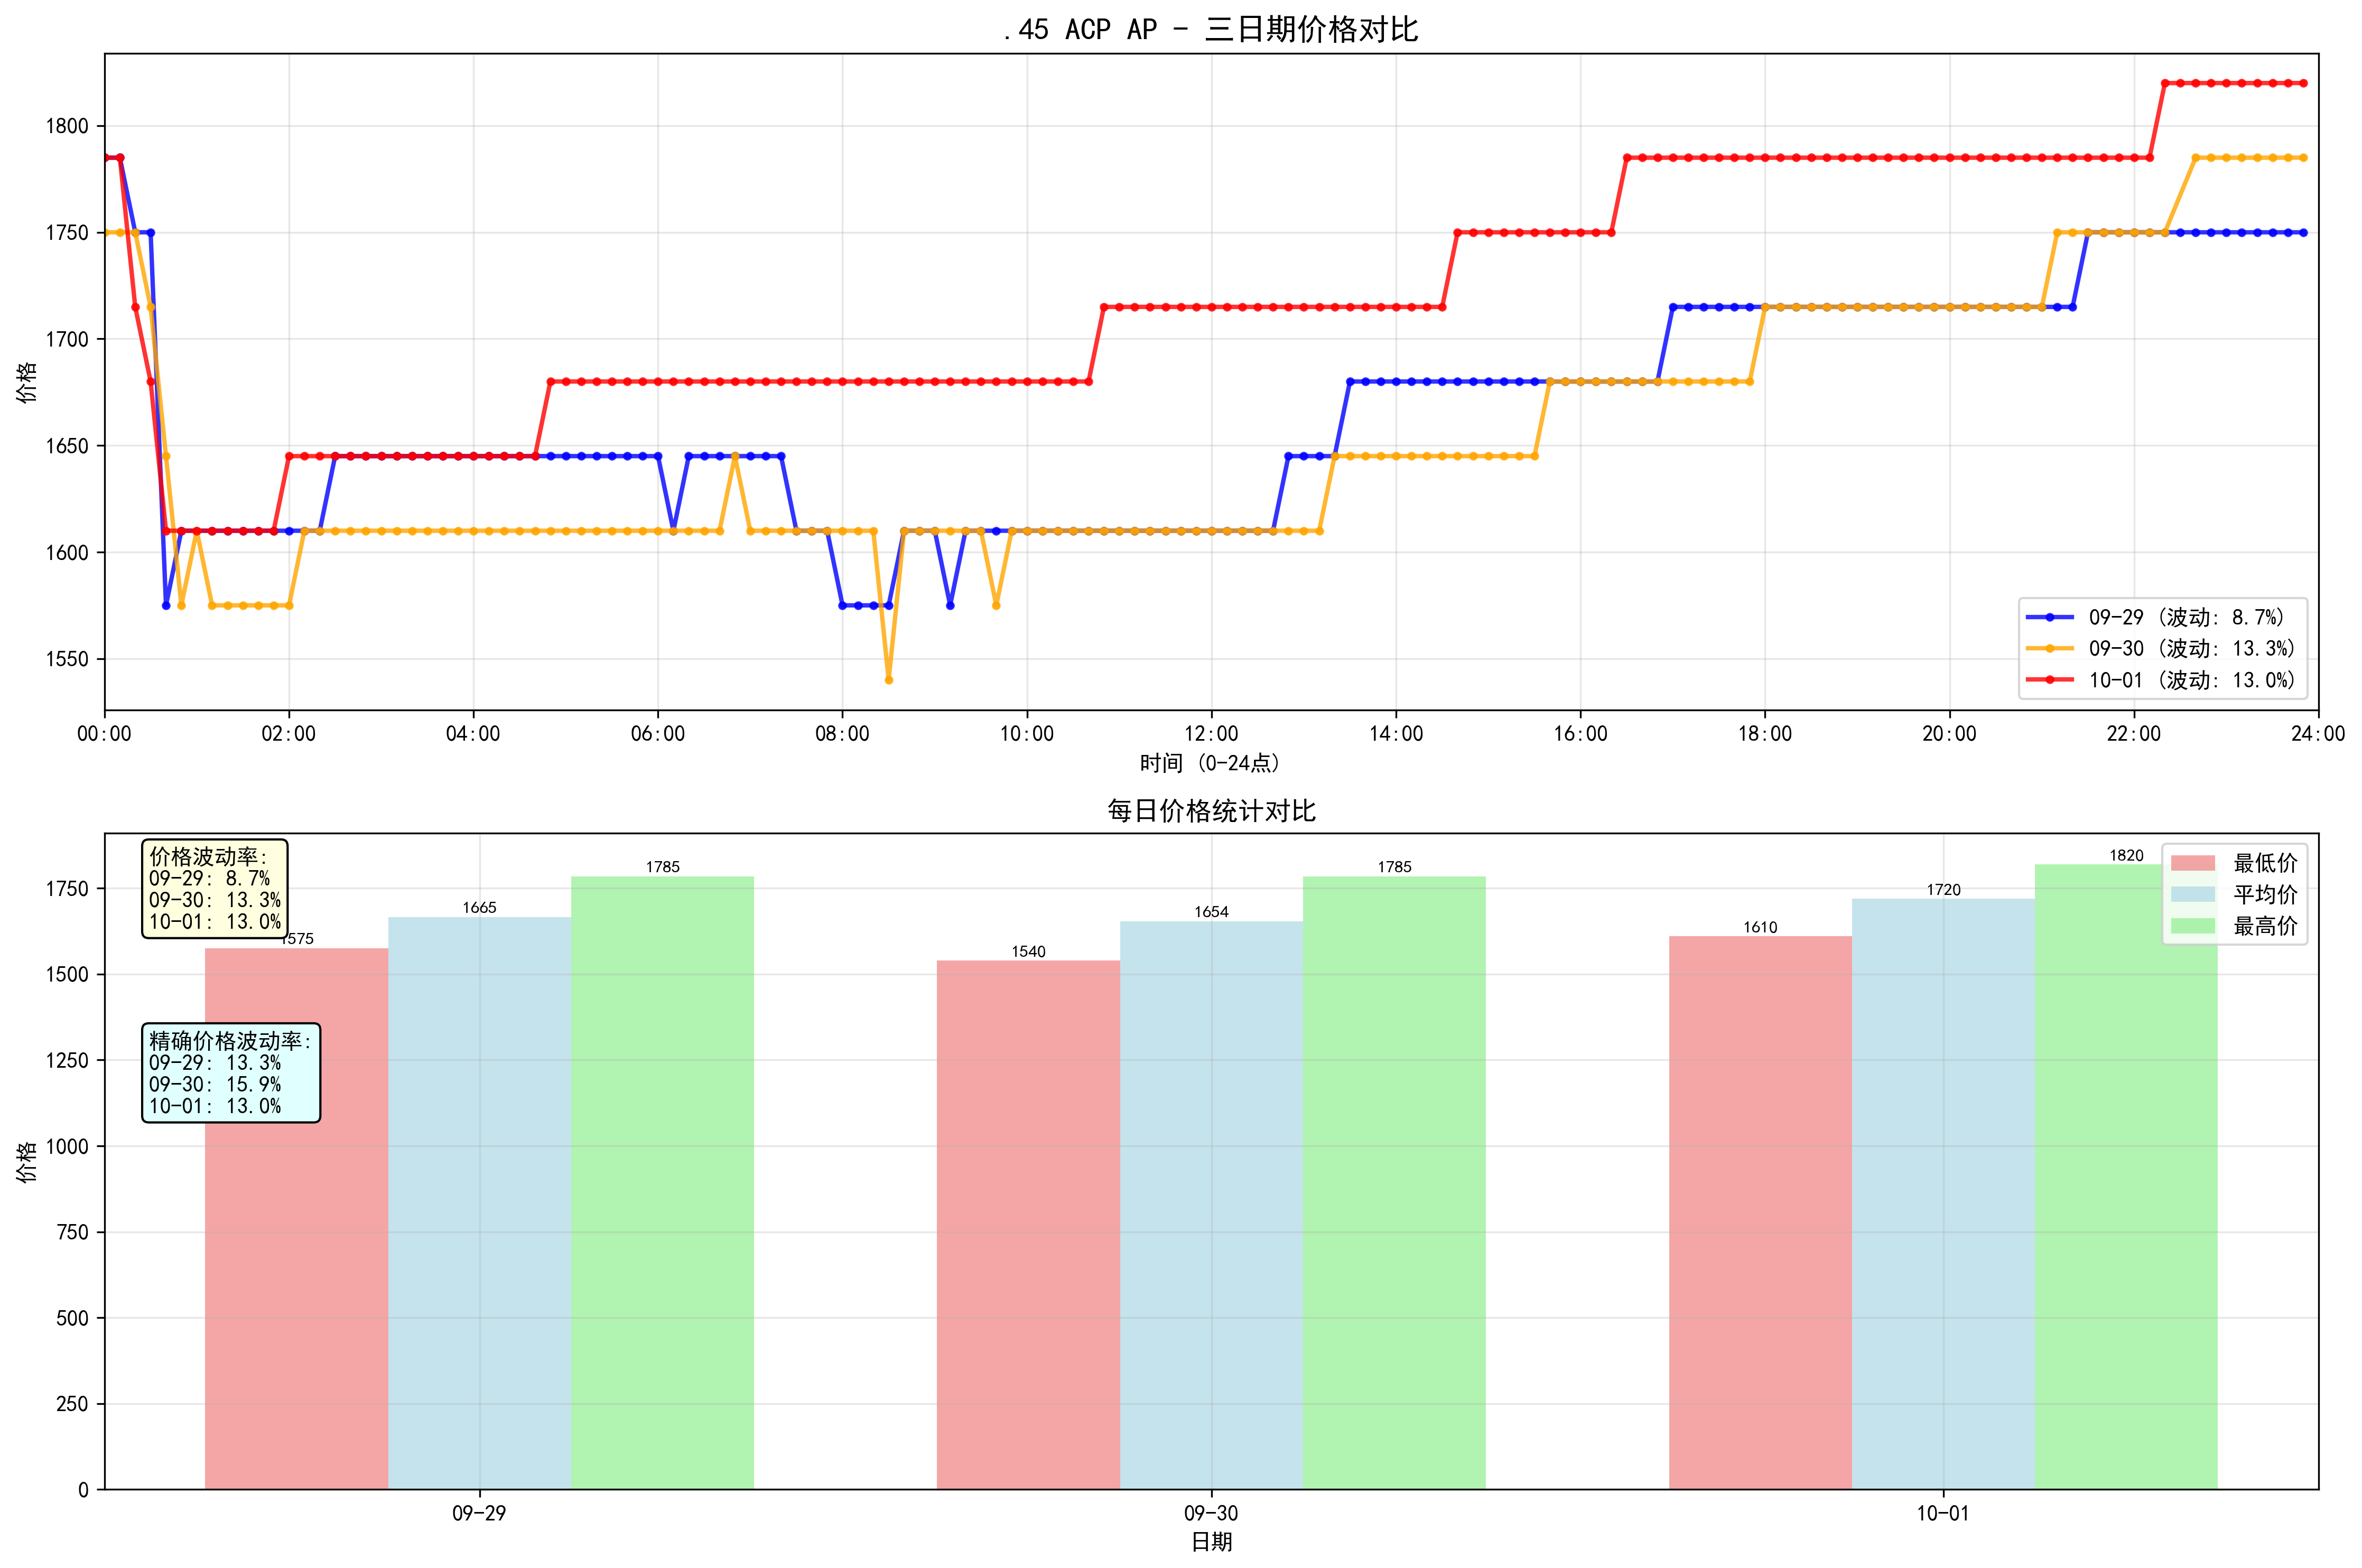 .45 ACP AP - 三日期价格对比
价格
1800
1750
1700
1650
1600
1550
09-29 (波动: 8.7%)
09-30 (波动: 13.3%)
10-01 (波动: 13.0%)
00:00 02:00 04:00 06:00 08:00 10:00 12:00 14:00 16:00 18:00 20:00 22:00 24:00
时间 (0-24点)
每日价格统计对比
价格
1750
1500
1250
1000
750
500
250
0
价格波动率:
09-29: 8.7%
09-30: 13.3%
10-01: 13.0%
精确价格波动率:
09-29: 13.3%
09-30: 15.9%
10-01: 13.0%
1575 1665 1785
1540 1654 1785
1610 1720 1820
最低价
平均价
最高价
09-29 09-30 10-01
日期